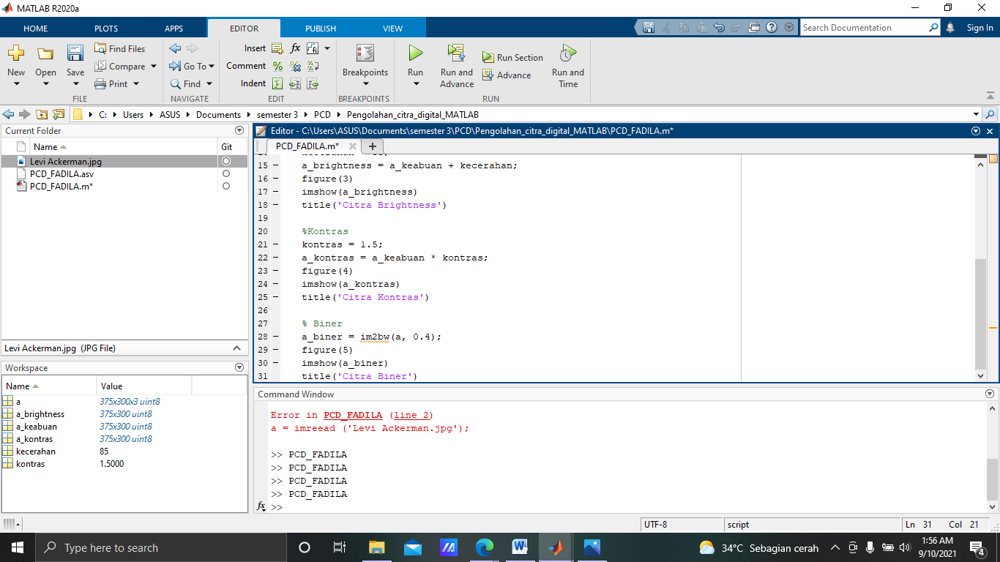 MATLAB R2020a
HOME PLOTS APPS EDITOR PUBLISH VIEW Search Documentation Sign In
Find Files Insert fx
New Open Save Compare Go To Comment Breakpoints Run Run and Advance Run Section Advance Run and Time
Print Find Indent
FILE NAVIGATE EDIT BREAKPOINTS RUN
C: Users ASUS Documents semester 3 PCD Pengolahan_citra_digital_MATLAB
Current Folder
Name Git
Levi Ackerman.jpg
PCD_FADILA.asv
PCD_FADILA.m*
Levi Ackerman.jpg (JPG File)
Workspace
Name Value
a 375x300x3 uint8
a_brightness 375x300 uint8
a_keabuan 375x300 uint8
a_kontras 375x300 uint8
kecerahan 85
kontras 1.5000
Editor - C:\Users\ASUS\Documents\semester 3\PCD\Pengolahan_citra_digital_MATLAB\PCD_FADILA.m*
PCD_FADILA.m*
15 − a_brightness = a_keabuan + kecerahan;
16 − figure(3)
17 − imshow(a_brightness)
18 − title('Citra Brightness')
19
20 %Kontras
21 − kontras = 1.5;
22 − a_kontras = a_keabuan * kontras;
23 − figure(4)
24 − imshow(a_kontras)
25 − title('Citra Kontras')
26
27 % Biner
28 − a_biner = im2bw(a, 0.4);
29 − figure(5)
30 − imshow(a_biner)
31 title('Citra Biner')
Command Window
Error in PCD_FADILA (line 2)
a = imreead ('Levi Ackerman.jpg');
>> PCD_FADILA
>> PCD_FADILA
>> PCD_FADILA
>> PCD_FADILA
fx >>
UTF-8 script Ln 31 Col 21
Type here to search 34°C Sebagian cerah 1:56 AM
9/10/2021
4